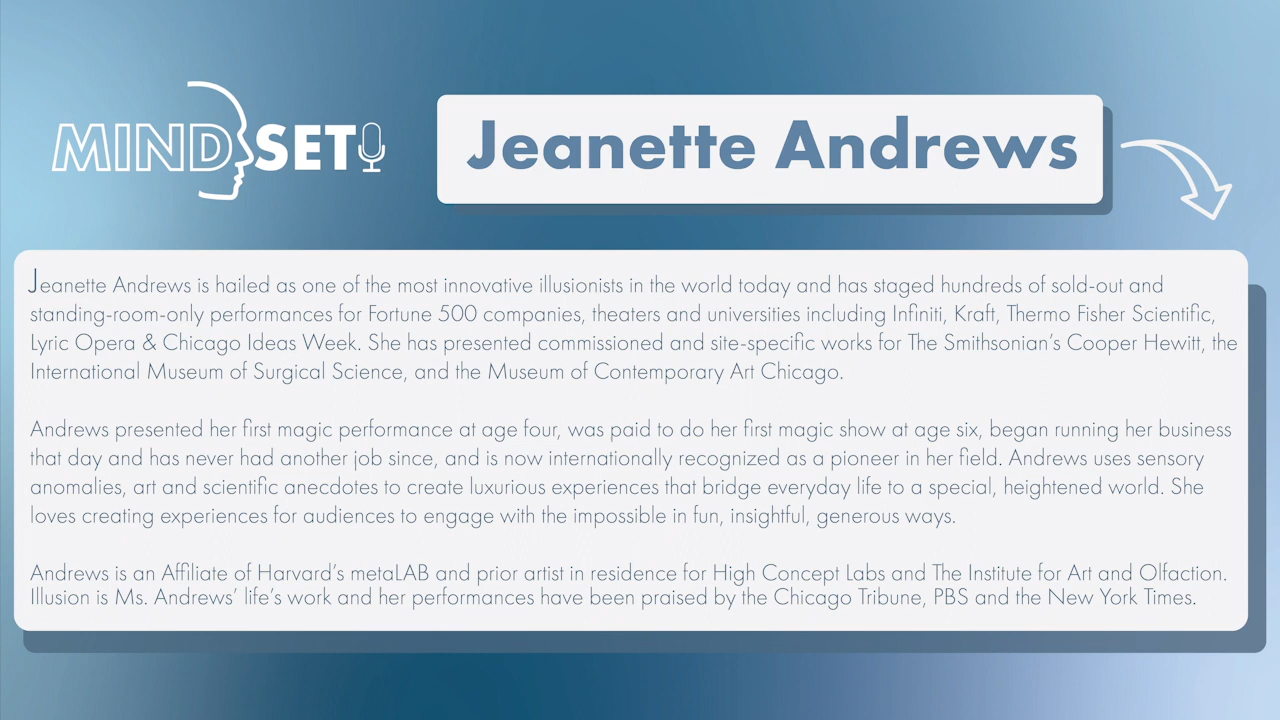 MINDSET
Jeanette Andrews
Jeanette Andrews is hailed as one of the most innovative illusionists in the world today and has staged hundreds of sold-out and
standing-room-only performances for Fortune 500 companies, theaters and universities including Infiniti, Kraft, Thermo Fisher Scientific,
Lyric Opera & Chicago Ideas Week. She has presented commissioned and site-specific works for The Smithsonian's Cooper Hewitt, the
International Museum of Surgical Science, and the Museum of Contemporary Art Chicago.
Andrews presented her first magic performance at age four, was paid to do her first magic show at age six, began running her business
that day and has never had another job since, and is now internationally recognized as a pioneer in her field. Andrews uses sensory
anomalies, art and scientific anecdotes to create luxurious experiences that bridge everyday life to a special, heightened world. She
loves creating experiences for audiences to engage with the impossible in fun, insightful, generous ways.
Andrews is an Affiliate of Harvard's metaLAB and prior artist in residence for High Concept Labs and The Institute for Art and Olfaction.
Illusion is Ms. Andrews' life's work and her performances have been praised by the Chicago Tribune, PBS and the New York Times.